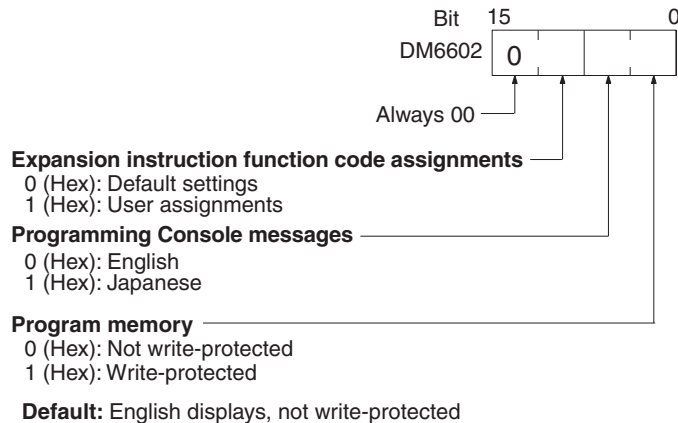 Bit 15 0
DM6602 0
Always 00
Expansion instruction function code assignments
0 (Hex): Default settings
1 (Hex): User assignments
Programming Console messages
0 (Hex): English
1 (Hex): Japanese
Program memory
0 (Hex): Not write-protected
1 (Hex): Write-protected
Default: English displays, not write-protected